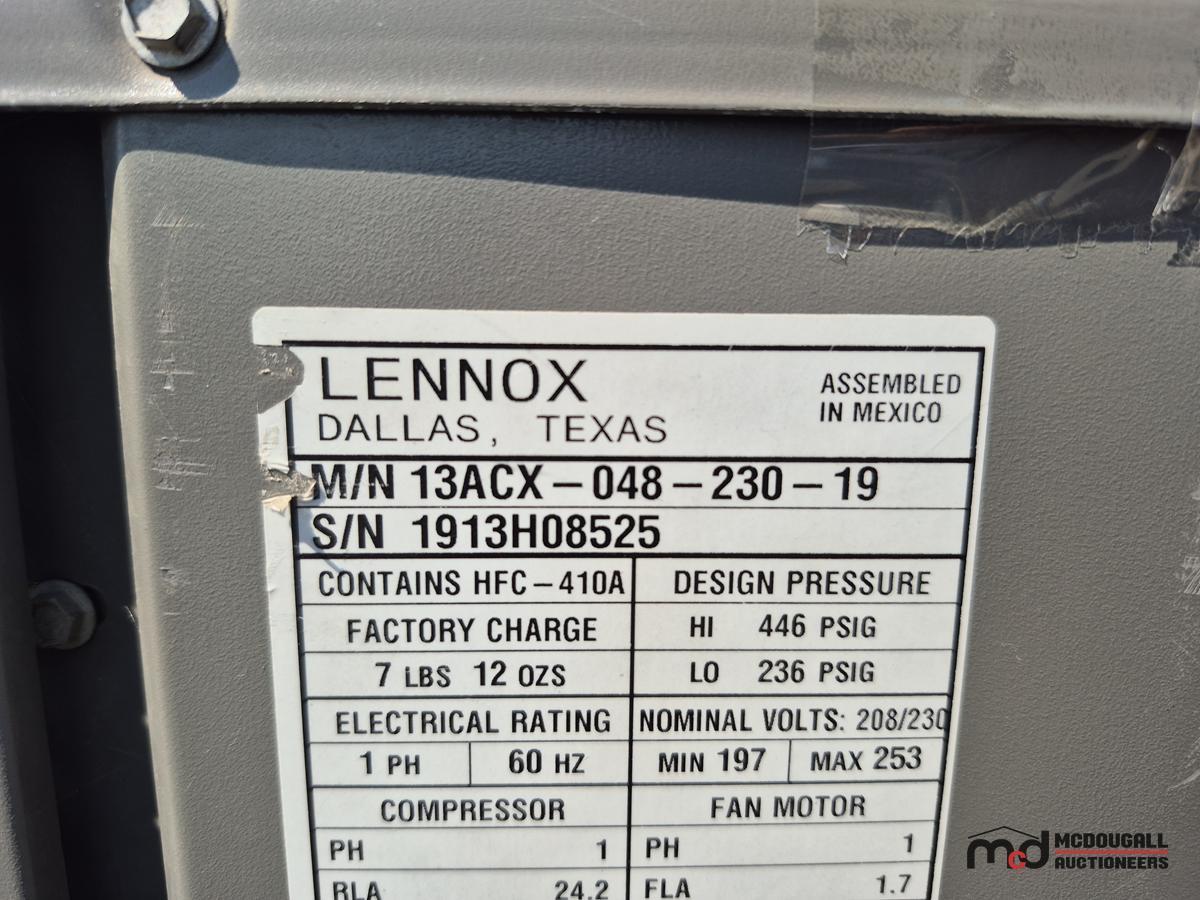 LENNOX
DALLAS, TEXAS
ASSEMBLED
IN MEXICO
M/N 13ACX-048-230-19
S/N 1913H08525
CONTAINS HFC-410A
DESIGN PRESSURE
FACTORY CHARGE
HI 446 PSIG
7 LBS 12 OZS
LO 236 PSIG
ELECTRICAL RATING
NOMINAL VOLTS: 208/230
1 PH
60 HZ
MIN 197
MAX 253
COMPRESSOR
FAN MOTOR
PH 1
PH 1
RLA 24.2
FLA 1.7
mcd MCDOUGALL
AUCTIONEERS